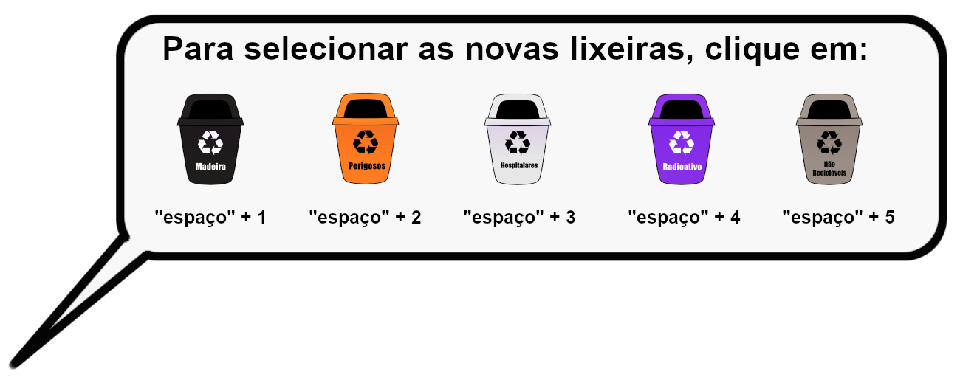 Para selecionar as novas lixeiras, clique em:
Madeira
Perigosos
Hospitalares
Radioativo
Não
Recicláveis
"espaço" + 1
"espaço" + 2
"espaço" + 3
"espaço" + 4
"espaço" + 5